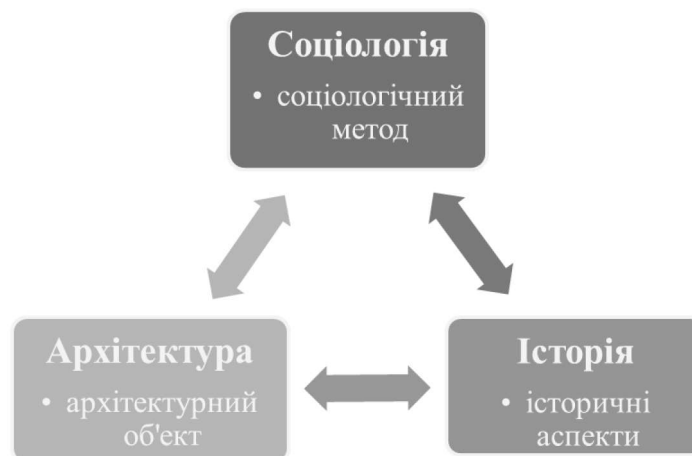 Соціологія
• соціологічний
метод
Архітектура
• архітектурний
об'єкт
Історія
• історичні
аспекти